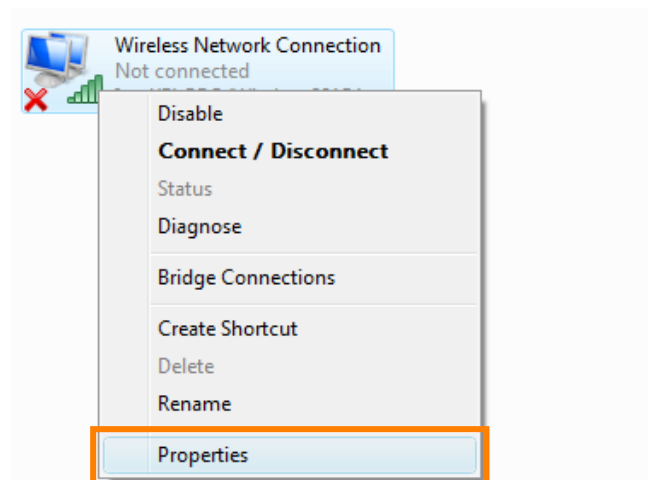 Wireless Network Connection
Not connected
Disable
Connect / Disconnect
Status
Diagnose
Bridge Connections
Create Shortcut
Delete
Rename
Properties